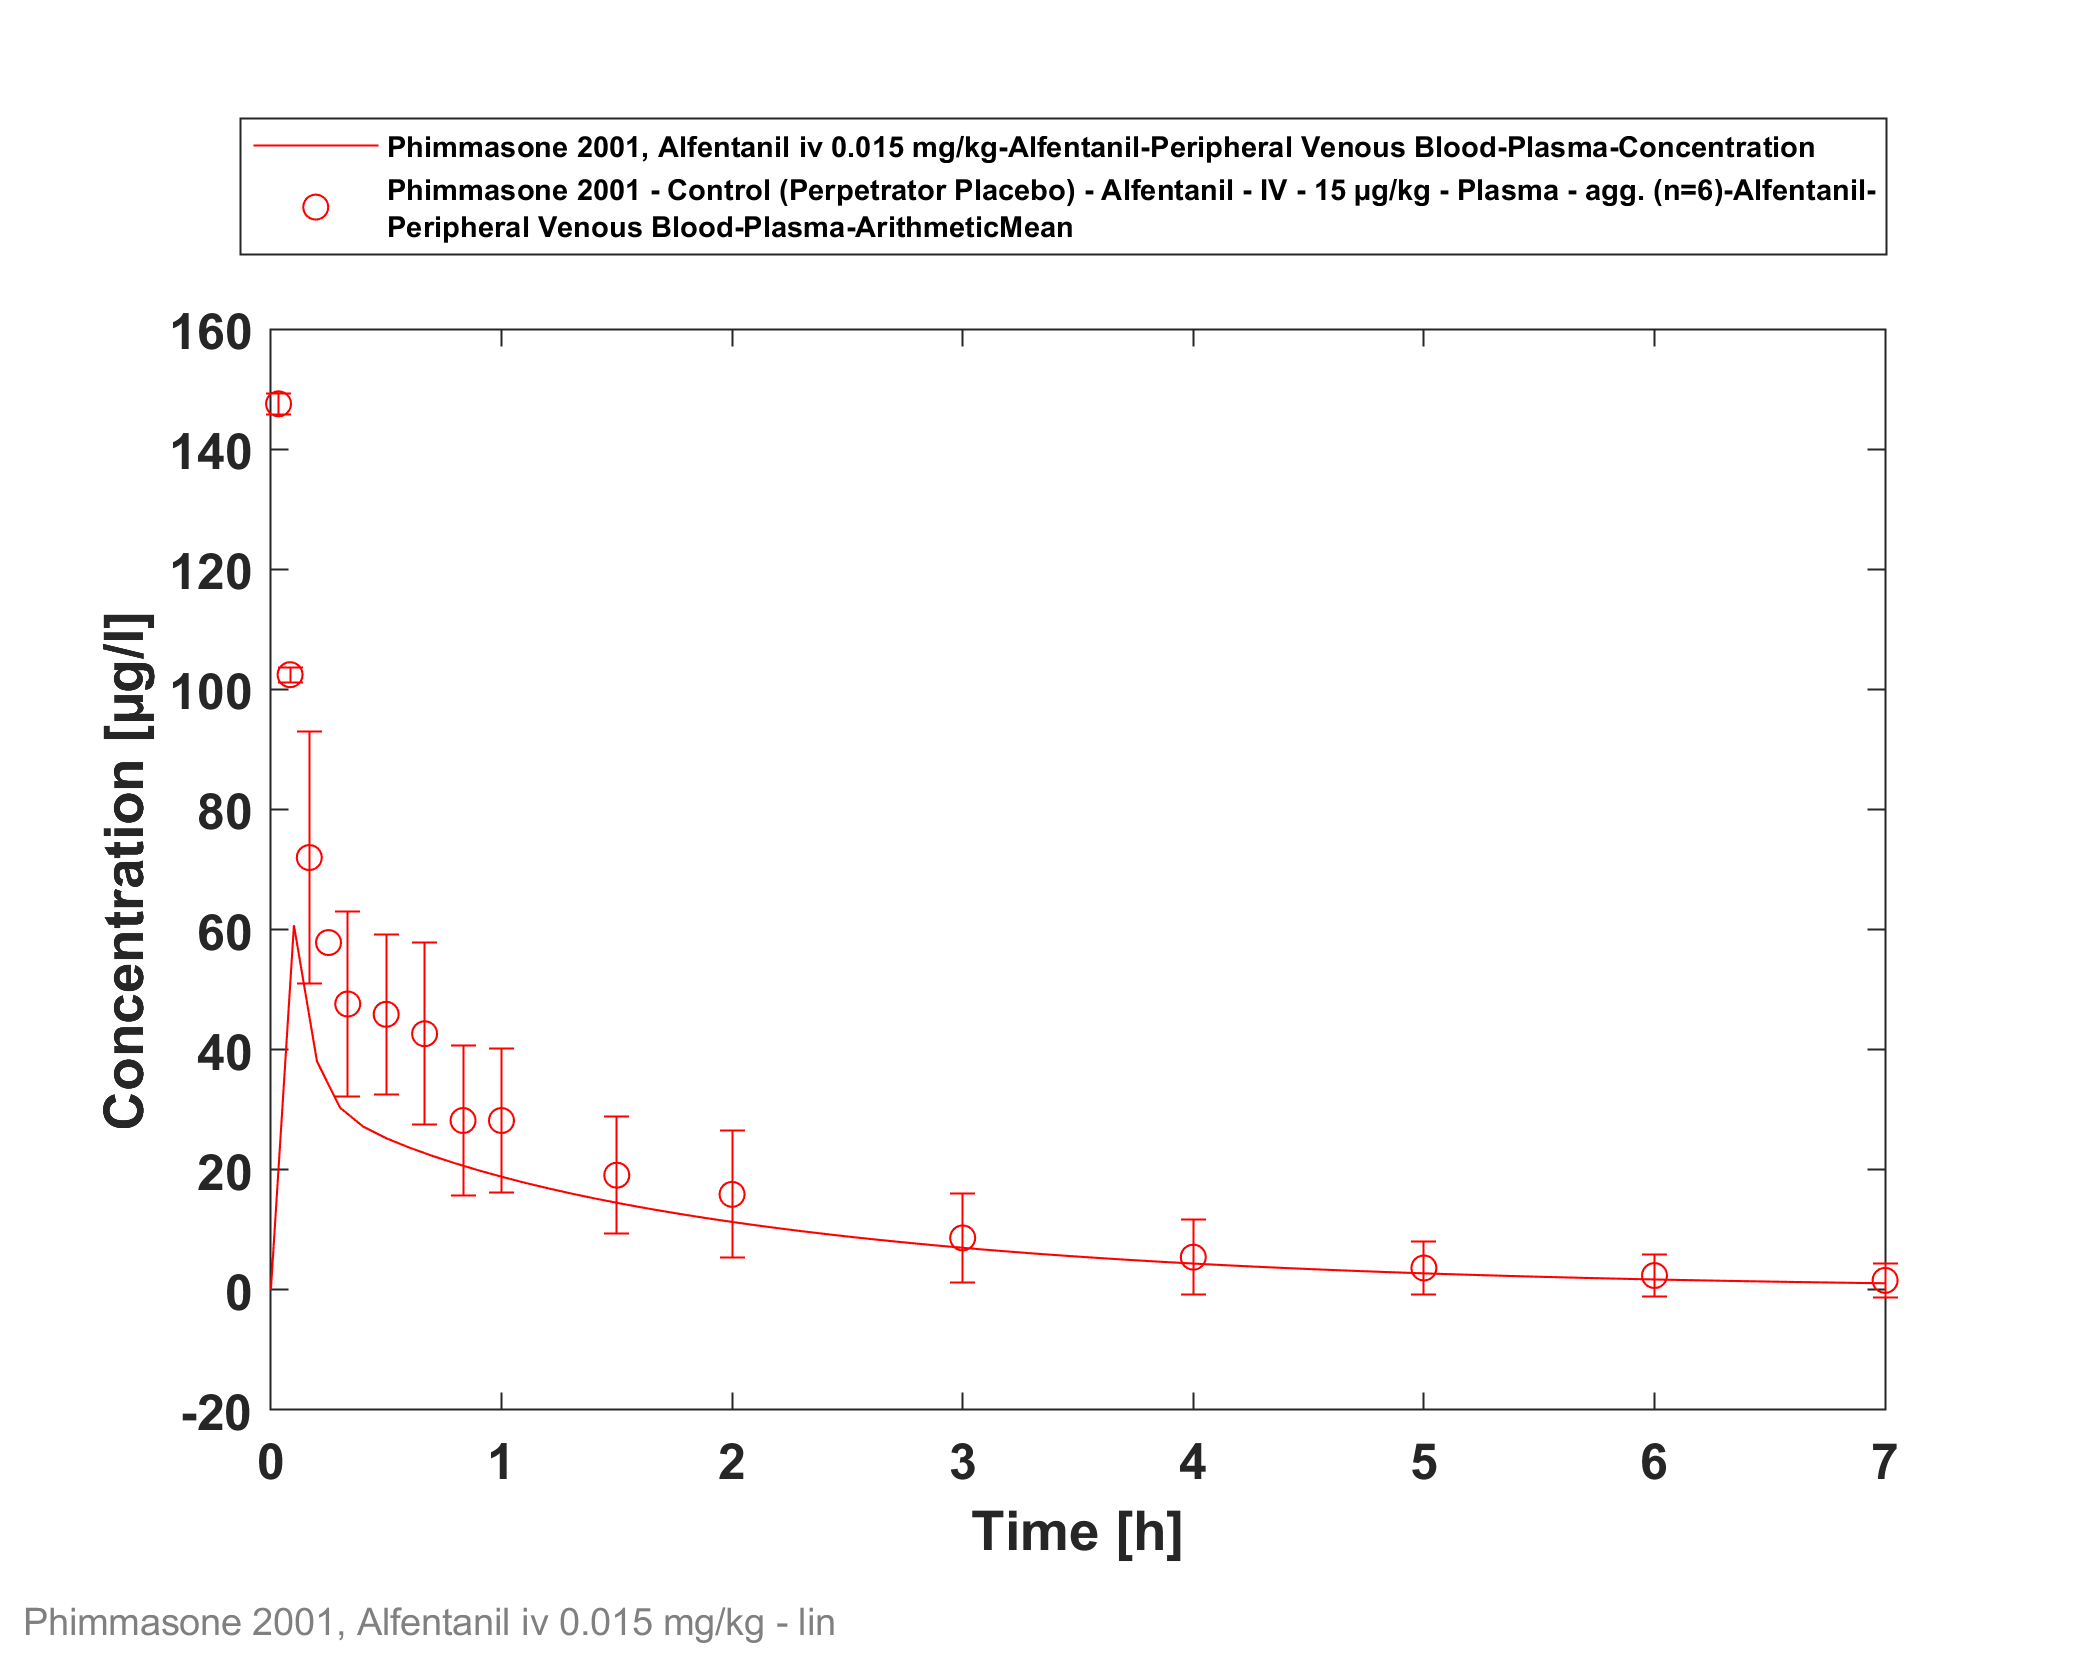 Phimmasone 2001, Alfentanil iv 0.015 mg/kg-Alfentanil-Peripheral Venous Blood-Plasma-Concentration
Phimmasone 2001 - Control (Perpetrator Placebo) - Alfentanil - IV - 15 µg/kg - Plasma - agg. (n=6)-Alfentanil-
Peripheral Venous Blood-Plasma-ArithmeticMean
160
140
120
100
80
60
40
20
0
-20
Concentration [µg/l]
0 1 2 3 4 5 6 7
Time [h]
Phimmasone 2001, Alfentanil iv 0.015 mg/kg - lin